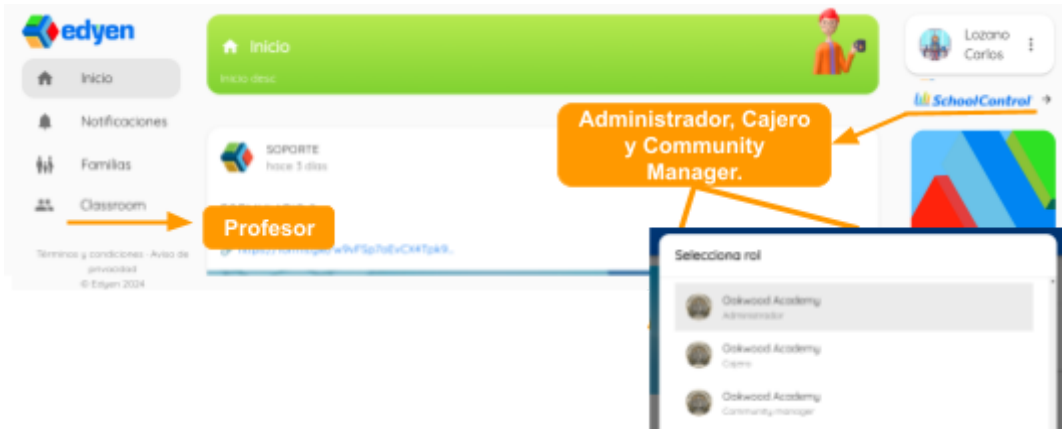 edyen
Inicio
Notificaciones
Familias
Classroom
Términos y condiciones · Aviso de
privacidad
© Edyen 2024
Inicio
Inicio desc
SOPORTE
hace 3 días
Profesor
Administrador, Cajero
y Community
Manager.
Lozano
Carlos
SchoolControl
Selecciona rol
Oakwood Academy
Administrador
Oakwood Academy
Cajero
Oakwood Academy
Community manager